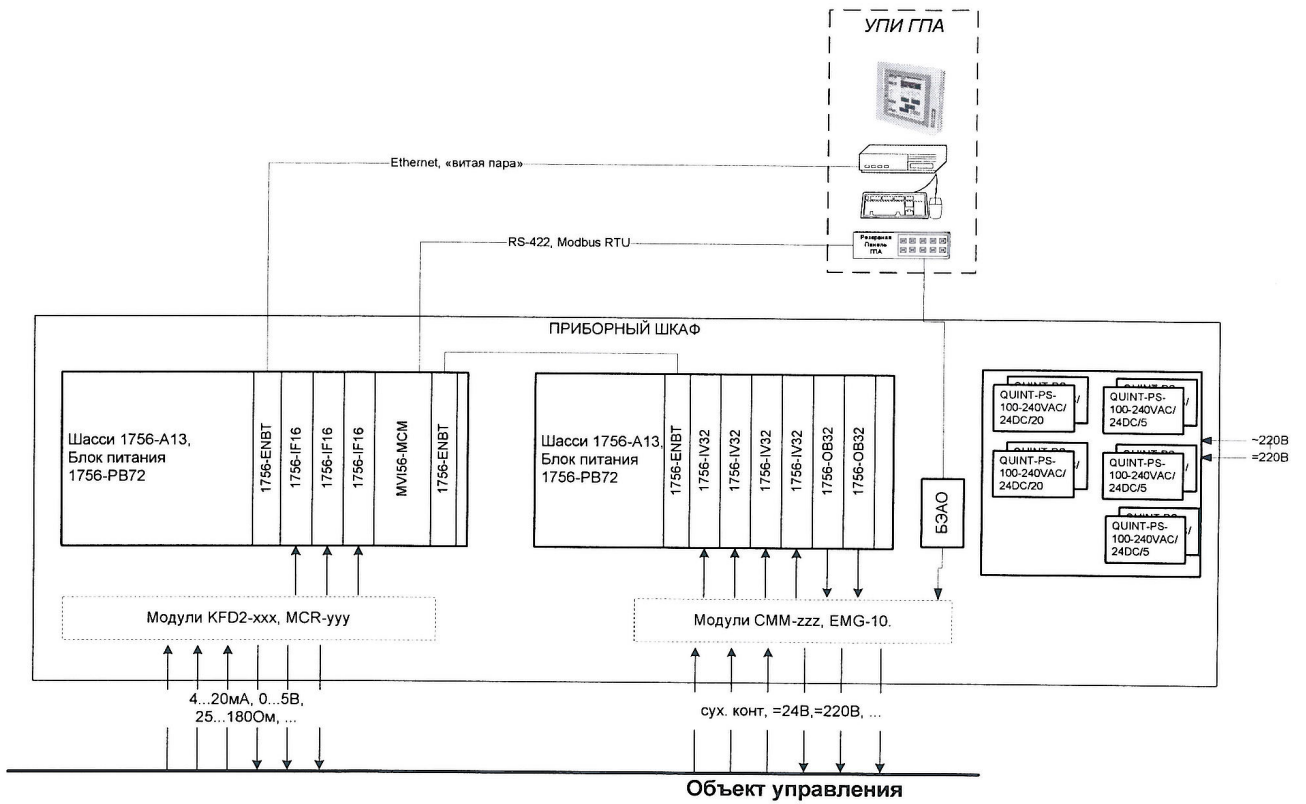 УПИ ГПА
Ethernet, «витая пара»
RS-422, Modbus RTU
Резервная
Панель
ГПА
ПРИБОРНЫЙ ШКАФ
Шасси 1756-A13,
Блок питания
1756-PB72
1756-ENBT
1756-IF16
1756-IF16
1756-IF16
MVI56-MCM
1756-ENBT
Шасси 1756-A13,
Блок питания
1756-PB72
1756-ENBT
1756-IV32
1756-IV32
1756-IV32
1756-IV32
1756-OB32
1756-OB32
БЭАО
QUINT-PS-
100-240VAC/
24DC/20
QUINT-PS-
100-240VAC/
24DC/5
QUINT-PS-
100-240VAC/
24DC/20
QUINT-PS-
100-240VAC/
24DC/5
QUINT-PS-
100-240VAC/
24DC/5
~220В
=220В
Модули KFD2-xxx, MCR-yyy
Модули CMM-zzz, EMG-10.
4...20мА, 0...5В,
25...180Ом, ...
сух. конт, =24В,=220В, ...
Объект управления